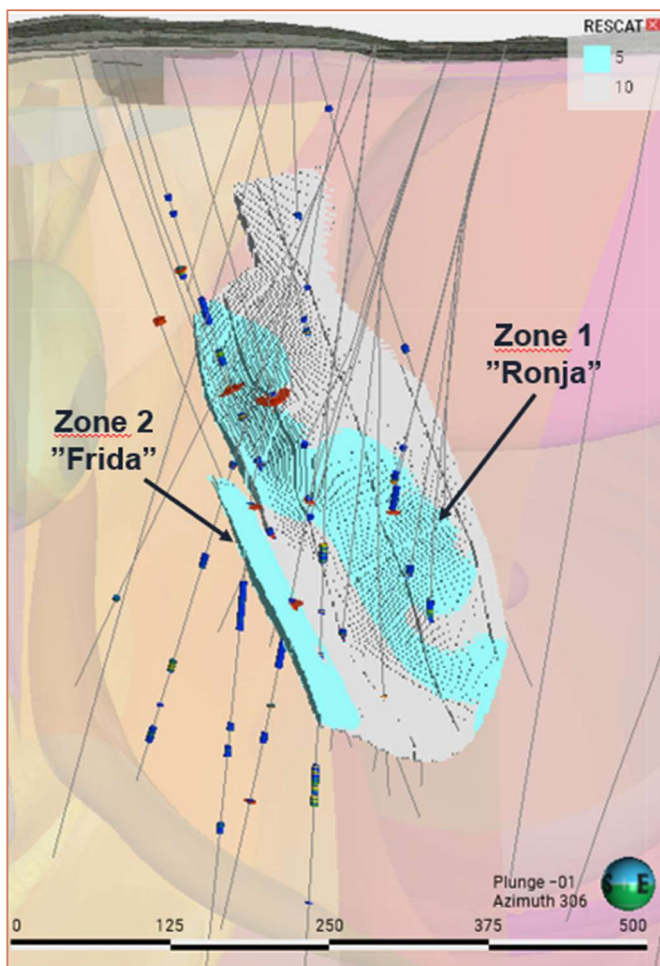 RESCAT
5
10
Zone 1
”Ronja”
Zone 2
”Frida”
Plunge -01
Azimuth 306
S E
0 125 250 375 500